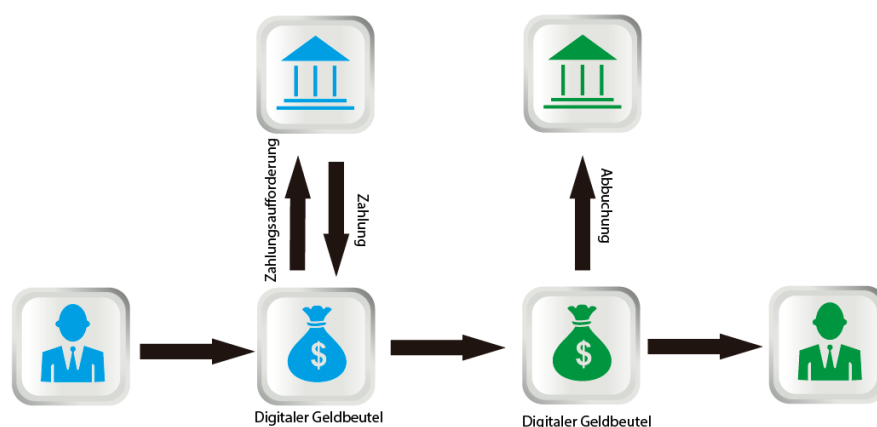 Zahlungsaufforderung
Zahlung
Abbuchung
Digitaler Geldbeutel
Digitaler Geldbeutel
$
$